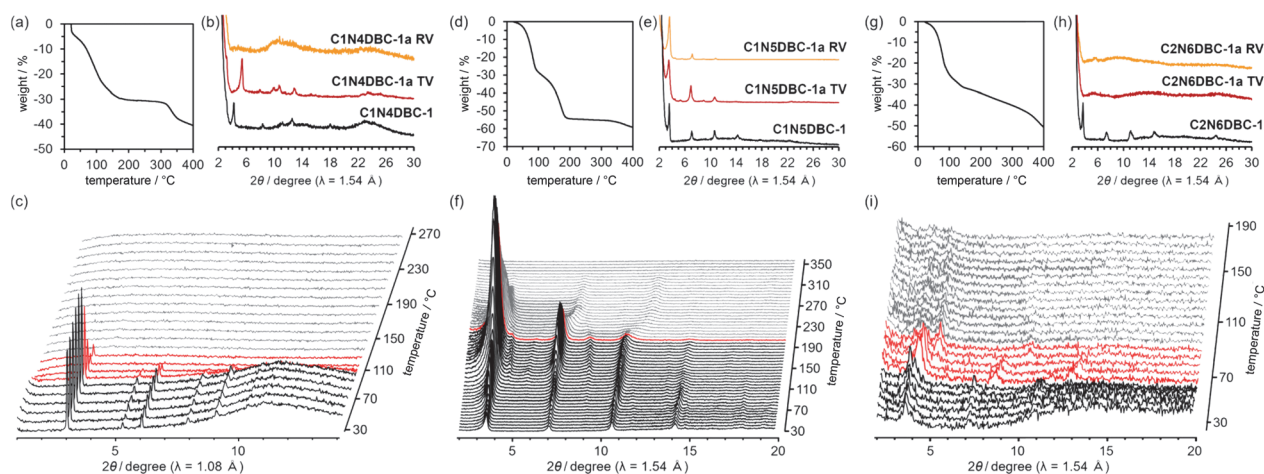 (a)
0
-10
-20
-30
-40
-50
weight / %
0 100 200 300 400
temperature / °C
(b)
C1N4DBC-1a RV
C1N4DBC-1a TV
C1N4DBC-1
2 6 10 14 18 22 26 30
2θ / degree (λ = 1.54 Å)
(d)
0
-10
-20
-30
-40
-50
-60
-70
weight / %
0 100 200 300 400
temperature / °C
(e)
C1N5DBC-1a RV
C1N5DBC-1a TV
C1N5DBC-1
2 6 10 14 18 22 26 30
2θ / degree (λ = 1.54 Å)
(g)
0
-10
-20
-30
-40
-50
-60
weight / %
0 100 200 300 400
temperature / °C
(h)
C2N6DBC-1a RV
C2N6DBC-1a TV
C2N6DBC-1
2 6 10 14 18 22 26 30
2θ / degree (λ = 1.54 Å)
(c)
270
230
190
150
110
70
30
temperature / °C
5 10
2θ / degree (λ = 1.08 Å)
(f)
350
310
270
230
190
150
110
70
30
temperature / °C
5 10 15 20
2θ / degree (λ = 1.54 Å)
(i)
190
150
110
70
30
temperature / °C
5 10 15 20
2θ / degree (λ = 1.54 Å)